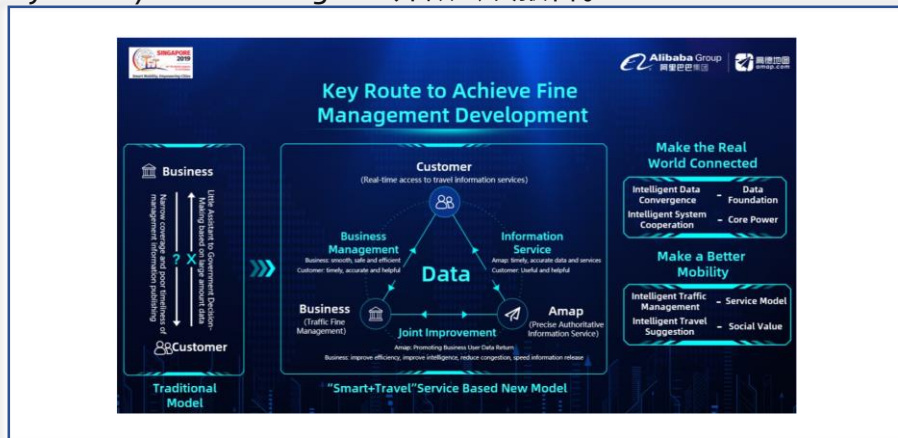 SINGAPORE
2019
Smart Mobility, Empowering Cities
Alibaba Group
阿里巴巴集团
高德地图
amap.com
Key Route to Achieve Fine
Management Development
Business
Narrow coverage and poor timeliness of
management information publishing
?
X
Little Assistant to Government Decision-
Making based on large amount data
Customer
Traditional
Model
Customer
(Real-time access to travel information services)
Business
Management
Business: smooth, safe and efficient
Customer: timely, accurate and helpful
Information
Service
Amap: timely, accurate data and services
Customer: Useful and helpful
Data
Business
(Traffic Fine
Management)
Amap
(Precise Authoritative
Information Service)
Joint Improvement
Amap: Promoting Business User Data Return
Business: improve efficiency, improve intelligence, reduce congestion, speed information release
“Smart+Travel”Service Based New Model
Make the Real
World Connected
Intelligent Data
Convergence
– Data
Foundation
Intelligent System
Cooperation
– Core Power
Make a Better
Mobility
Intelligent Traffic
Management
– Service Model
Intelligent Travel
Suggestion
– Social Value